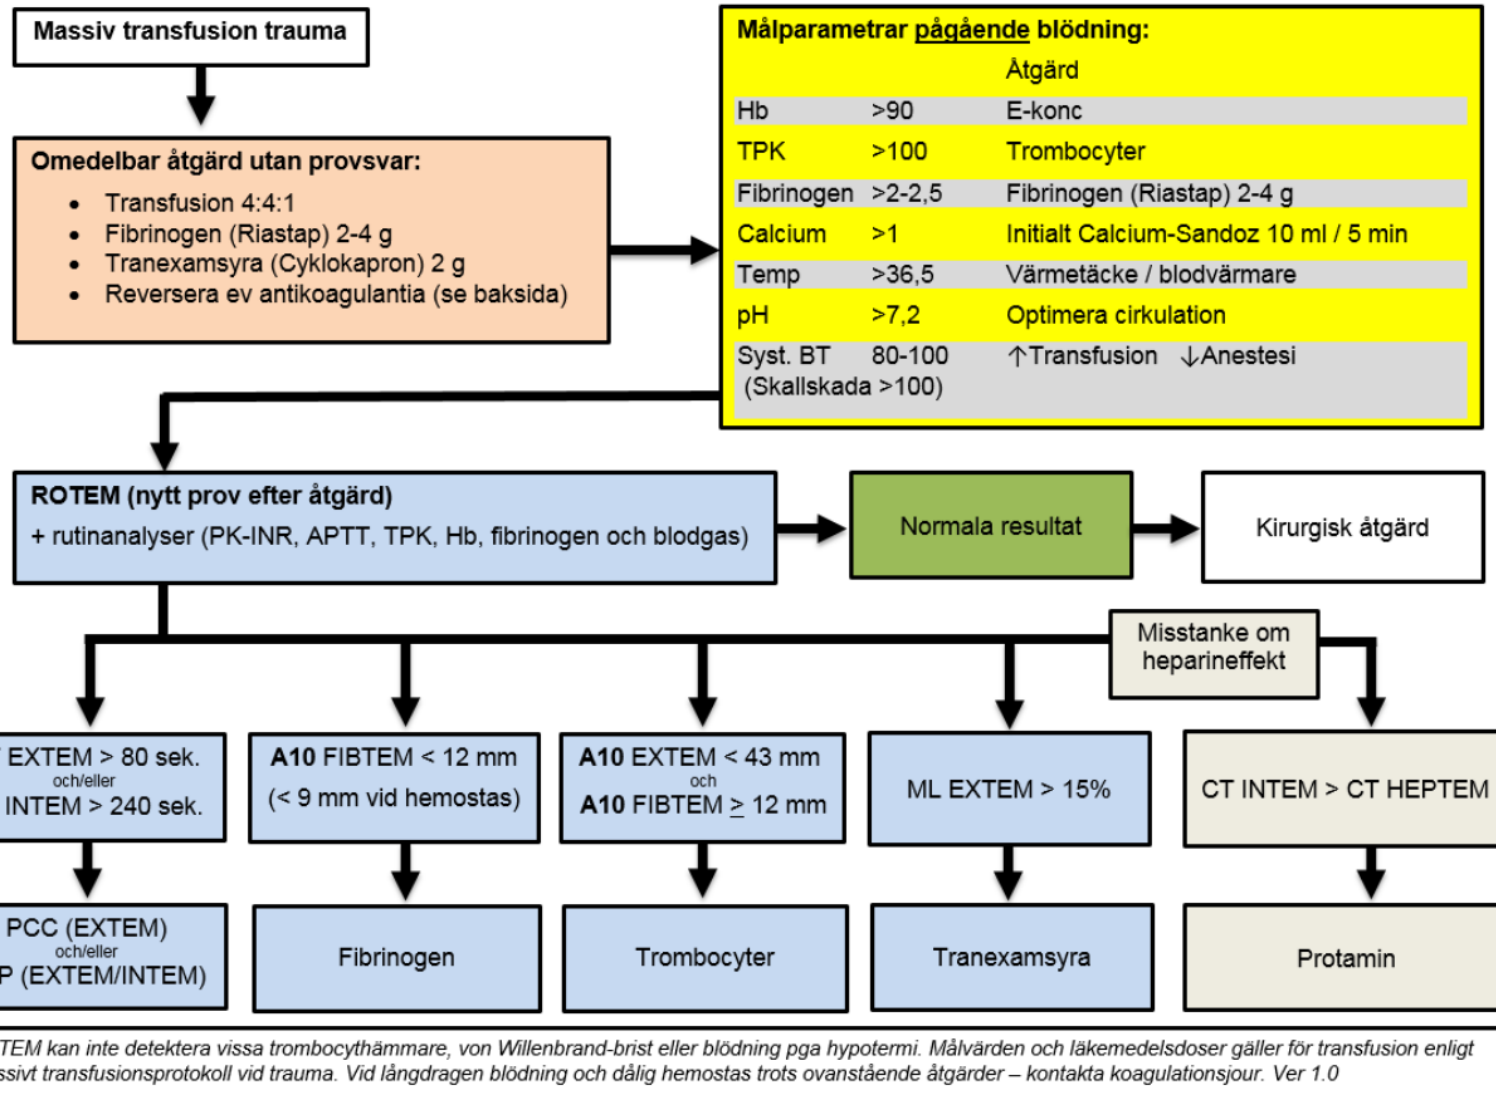 Massiv transfusion trauma
Omedelbar åtgärd utan provsvar:
• Transfusion 4:4:1
• Fibrinogen (Riastap) 2-4 g
• Tranexamsyra (Cyklokapron) 2 g
• Reversera ev antikoagulantia (se baksida)
Målparametrar pågående blödning:
Åtgärd
Hb >90 E-konc
TPK >100 Trombocyter
Fibrinogen >2-2,5 Fibrinogen (Riastap) 2-4 g
Calcium >1 Initialt Calcium-Sandoz 10 ml / 5 min
Temp >36,5 Värmetäcke / blodvärmare
pH >7,2 Optimera cirkulation
Syst. BT 80-100 ↑Transfusion ↓Anestesi
(Skallskada >100)
ROTEM (nytt prov efter åtgärd)
+ rutinanalyser (PK-INR, APTT, TPK, Hb, fibrinogen och blodgas)
Normala resultat
Kirurgisk åtgärd
Misstanke om
heparineffekt
EXTEM > 80 sek.
och/eller
INTEM > 240 sek.
A10 FIBTEM < 12 mm
(< 9 mm vid hemostas)
A10 EXTEM < 43 mm
och
A10 FIBTEM ≥ 12 mm
ML EXTEM > 15%
CT INTEM > CT HEPTEM
PCC (EXTEM)
och/eller
P (EXTEM/INTEM)
Fibrinogen
Trombocyter
Tranexamsyra
Protamin
TEM kan inte detektera vissa trombocythämmare, von Willenbrand-brist eller blödning pga hypotermi. Målvärden och läkemedelsdoser gäller för transfusion enligt
ssivt transfusionsprotokoll vid trauma. Vid långdragen blödning och dålig hemostas trots ovanstående åtgärder – kontakta koagulationsjour. Ver 1.0